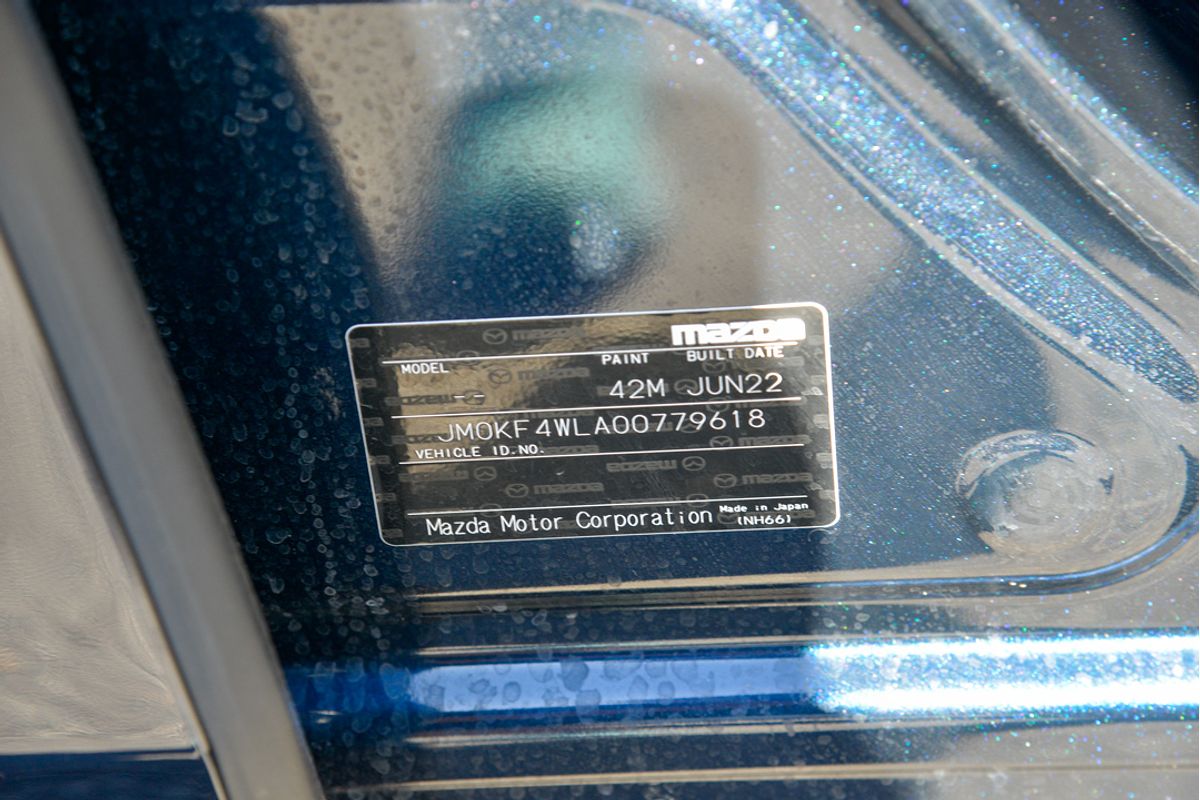 mazda
MODEL PAINT BUILT DATE
42M JUN22
JM0KF4WLA00779618
VEHICLE ID.NO.
Mazda Motor Corporation Made in Japan
(NH66)